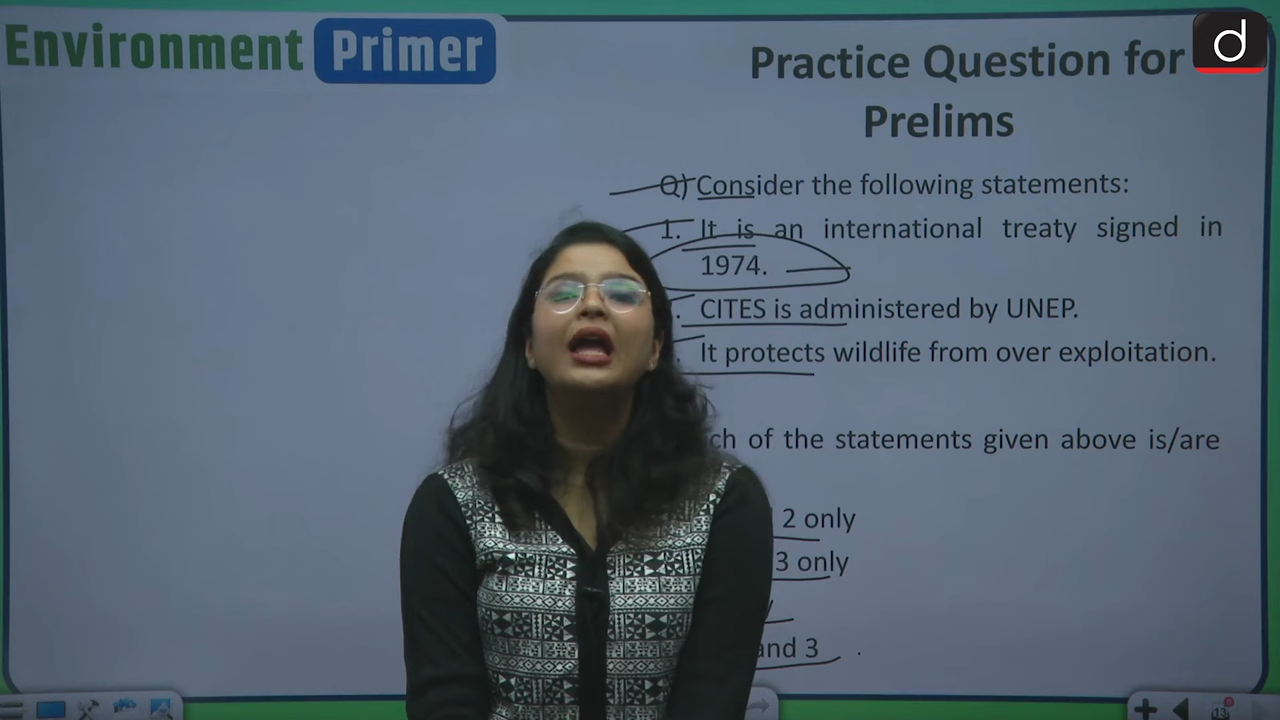 Environment Primer
d
Practice Question for
Prelims
Q) Consider the following statements:
1. It is an international treaty signed in
1974.
. CITES is administered by UNEP.
. It protects wildlife from over exploitation.
ch of the statements given above is/are
2 only
3 only
and 3 .
13